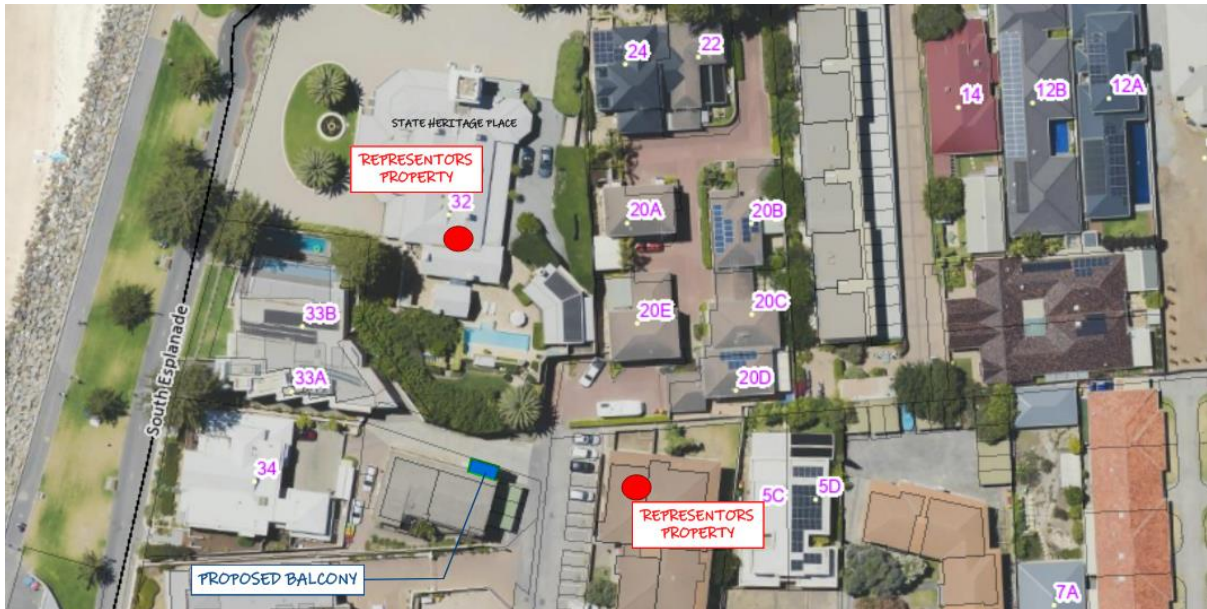 24
22
14
12B
12A
STATE HERITAGE PLACE
REPRESENTORS
PROPERTY
32
20A
20B
33B
20E
20C
33A
20D
South Esplanade
34
5C
5D
REPRESENTORS
PROPERTY
PROPOSED BALCONY
7A